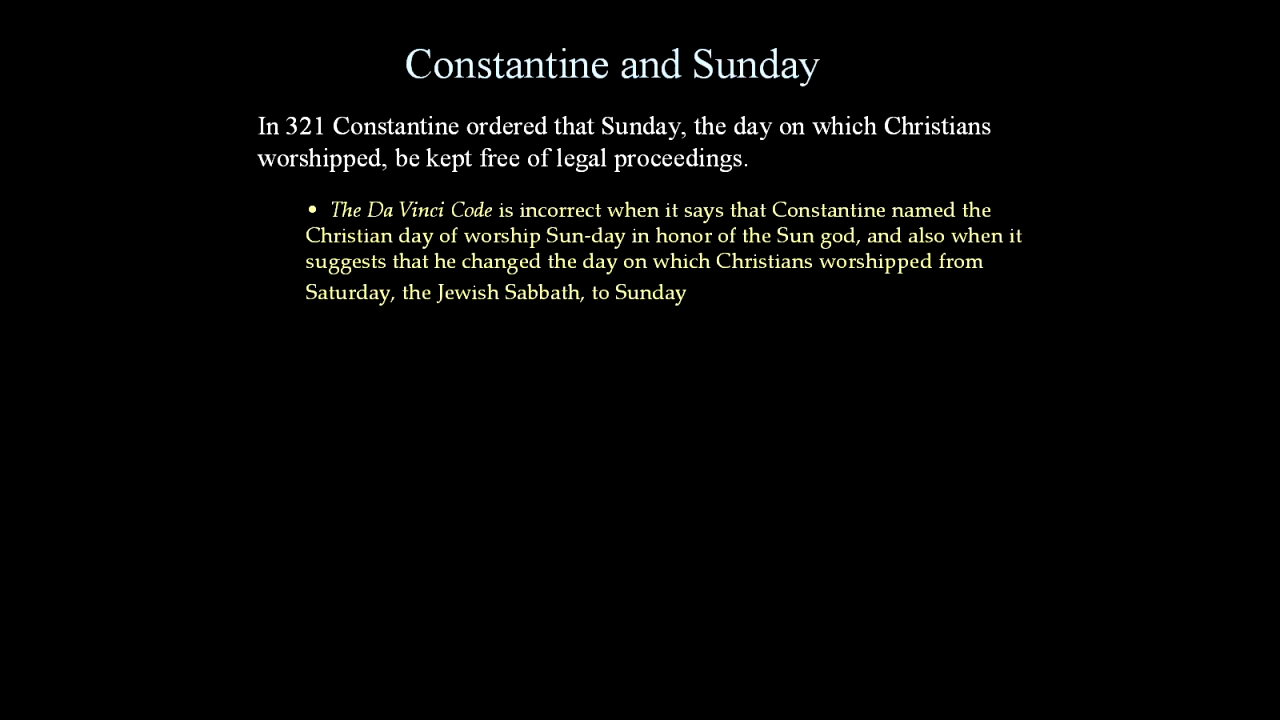 Constantine and Sunday
In 321 Constantine ordered that Sunday, the day on which Christians
worshipped, be kept free of legal proceedings.
• The Da Vinci Code is incorrect when it says that Constantine named the
Christian day of worship Sun-day in honor of the Sun god, and also when it
suggests that he changed the day on which Christians worshipped from
Saturday, the Jewish Sabbath, to Sunday